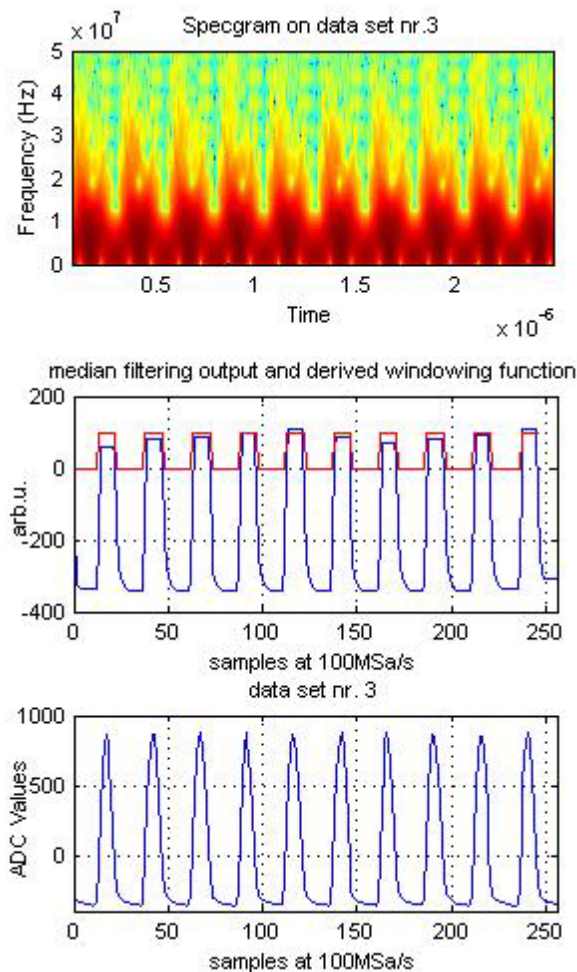 Specgram on data set nr.3
x 10^7
Frequency (Hz)
5
4
3
2
1
0
0.5 1 1.5 2
Time
x 10^-6
median filtering output and derived windowing function
arb.u.
200
0
-200
-400
0 50 100 150 200 250
samples at 100MSa/s
data set nr. 3
ADC Values
1000
500
0
0 50 100 150 200 250
samples at 100MSa/s